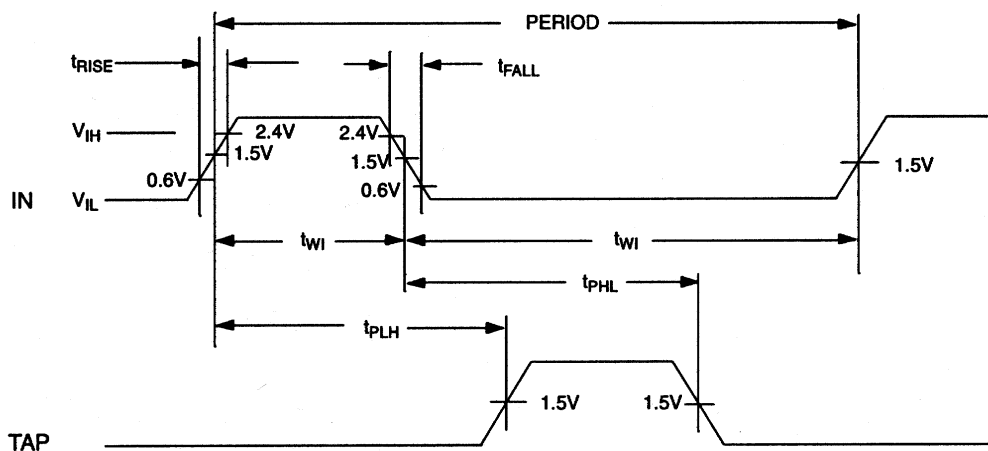 PERIOD
tRISE
tFALL
VIH
2.4V
2.4V
1.5V
1.5V
1.5V
0.6V
0.6V
IN
VIL
tWI
tWI
tPHL
tPLH
1.5V
1.5V
TAP